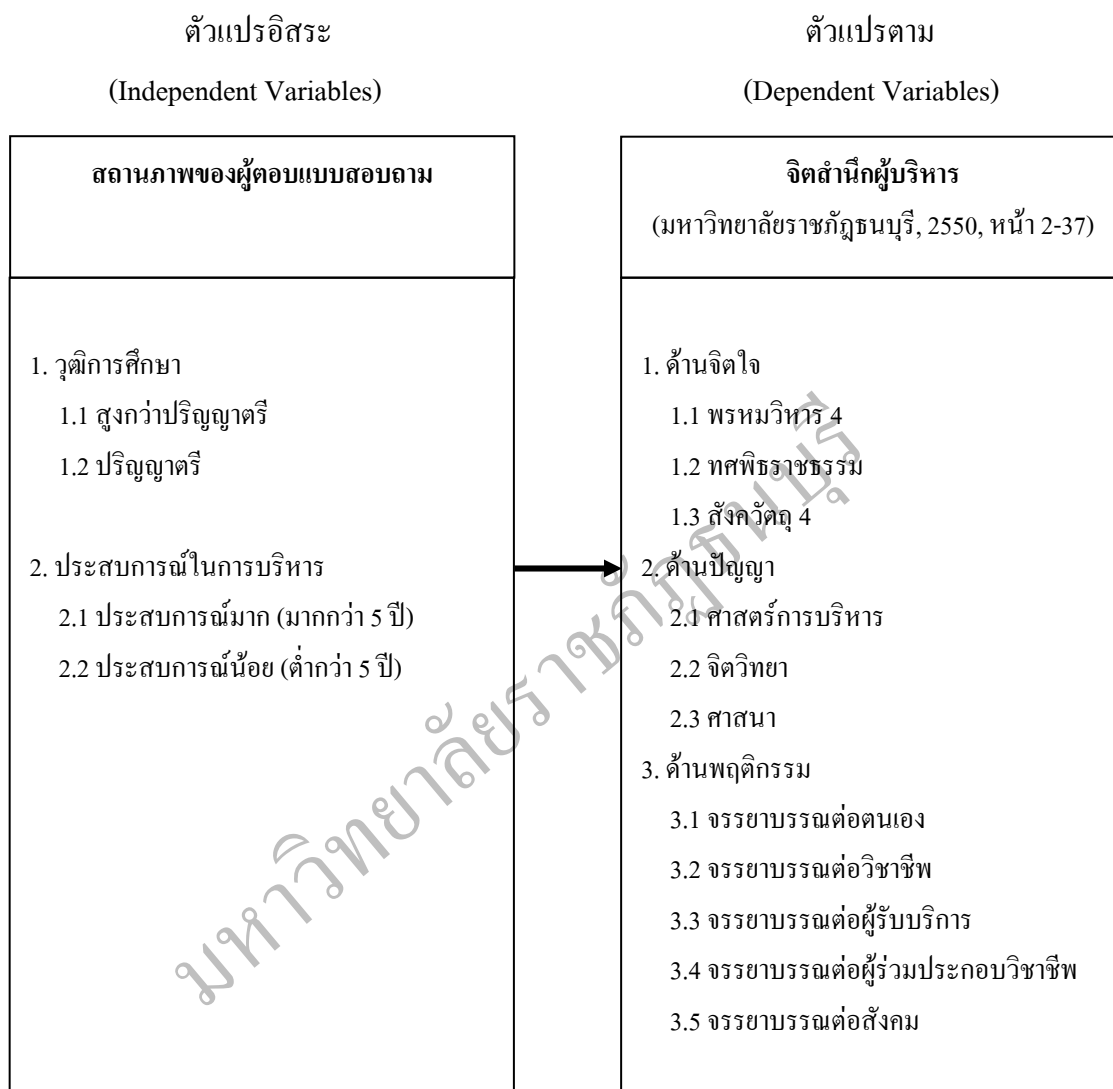 ตัวแปรอิสระ
(Independent Variables)
สถานภาพของผู้ตอบแบบสอบถาม
1. วุฒิการศึกษา
1.1 สูงกว่าปริญญาตรี
1.2 ปริญญาตรี
2. ประสบการณ์ในการบริหาร
2.1 ประสบการณ์มาก (มากกว่า 5 ปี)
2.2 ประสบการณ์น้อย (ต่ำกว่า 5 ปี)
ตัวแปรตาม
(Dependent Variables)
จิตสำนึกผู้บริหาร
(มหาวิทยาลัยราชภัฏธนบุรี, 2550, หน้า 2-37)
1. ด้านจิตใจ
1.1 พรหมวิหาร 4
1.2 ทศพิธราชธรรม
1.3 สังควัตถุ 4
2. ด้านปัญญา
2.1 ศาสตร์การบริหาร
2.2 จิตวิทยา
2.3 ศาสนา
3. ด้านพฤติกรรม
3.1 จรรยาบรรณต่อตนเอง
3.2 จรรยาบรรณต่อวิชาชีพ
3.3 จรรยาบรรณต่อผู้รับบริการ
3.4 จรรยาบรรณต่อผู้ร่วมประกอบวิชาชีพ
3.5 จรรยาบรรณต่อสังคม
มหาวิทยาลัยราชภัฏธนบุรี